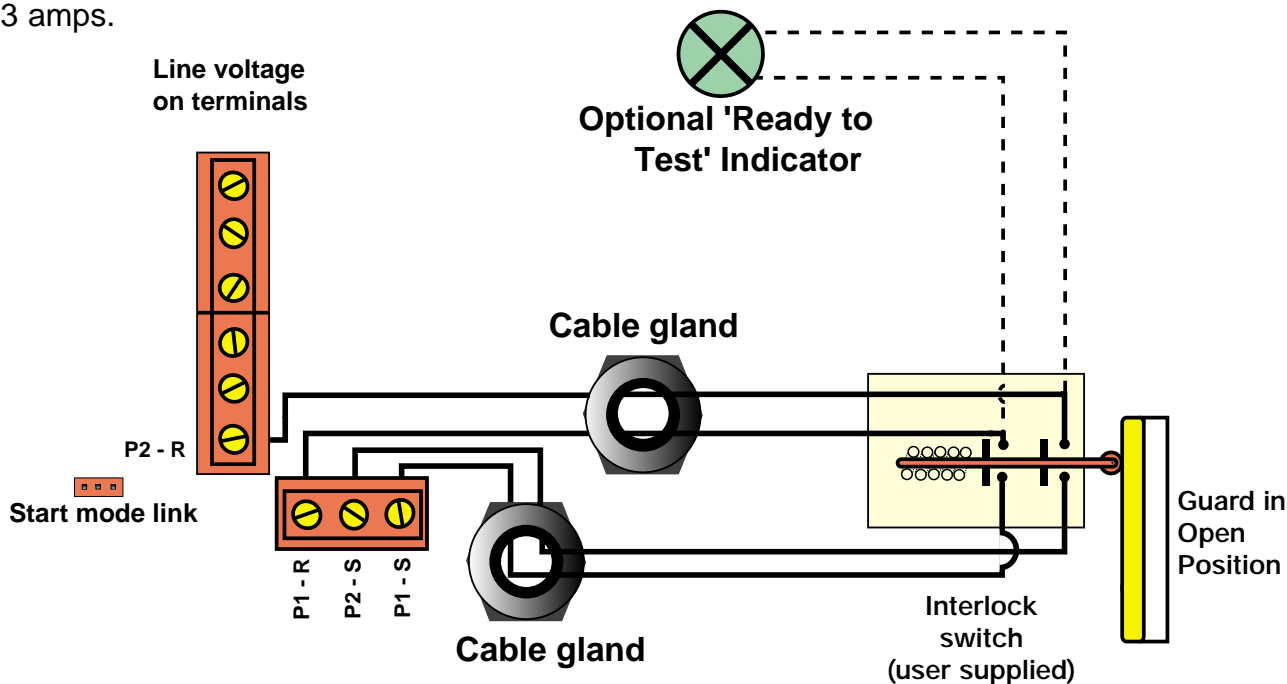 3 amps.
Line voltage
on terminals
Optional 'Ready to
Test' Indicator
Cable gland
P2 - R
Start mode link
P1 - R
P2 - S
P1 - S
Cable gland
Interlock
switch
(user supplied)
Guard in
Open
Position